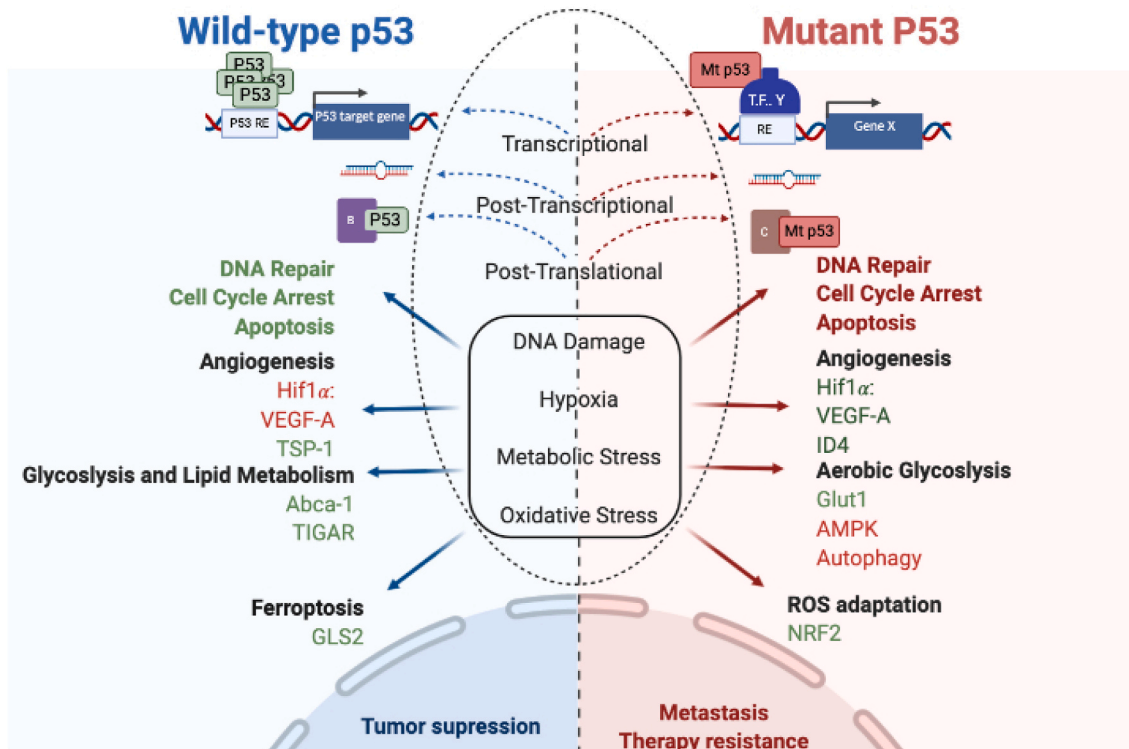 Wild-type p53
P53
P53 p53
P53
P53 RE
P53 target gene
B
P53
DNA Repair
Cell Cycle Arrest
Apoptosis
Angiogenesis
Hif1α:
VEGF-A
TSP-1
Glycoslysis and Lipid Metabolism
Abca-1
TIGAR
Ferroptosis
GLS2
Tumor supression
Transcriptional
Post-Transcriptional
Post-Translational
DNA Damage
Hypoxia
Metabolic Stress
Oxidative Stress
Mutant P53
Mt p53
T.F.. Y
RE
Gene X
C
Mt p53
DNA Repair
Cell Cycle Arrest
Apoptosis
Angiogenesis
Hif1α:
VEGF-A
ID4
Aerobic Glycoslysis
Glut1
AMPK
Autophagy
ROS adaptation
NRF2
Metastasis
Therapy resistance